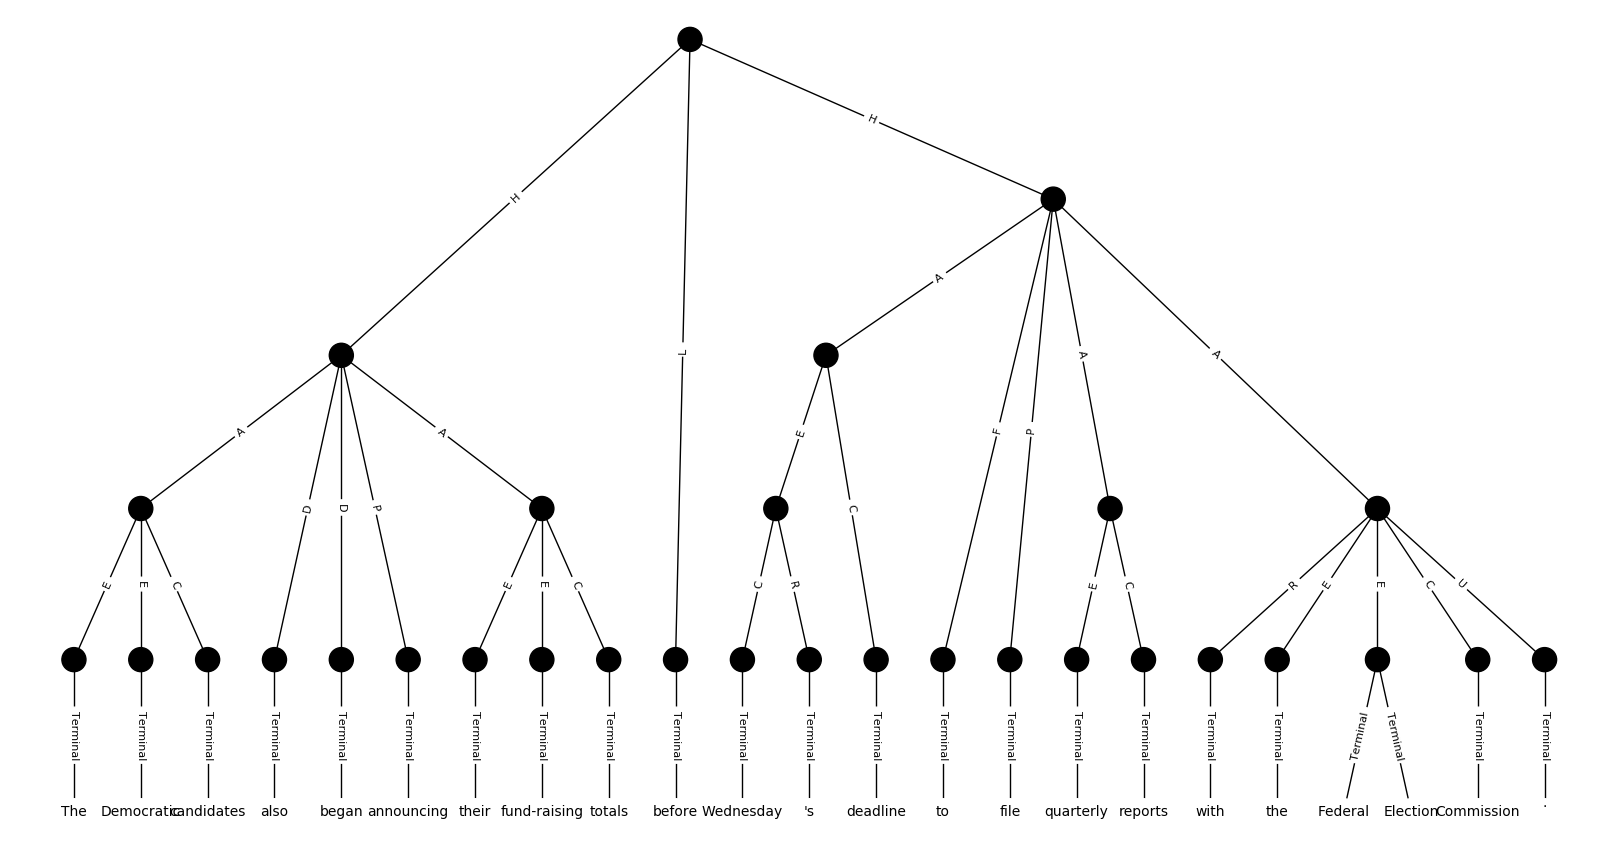 H
H
A
L
A
A
A
A
E
F
P
D
D
P
C
E
E
C
E
E
C
C
R
E
C
R
E
E
C
U
Terminal Terminal Terminal Terminal Terminal Terminal Terminal Terminal Terminal Terminal Terminal Terminal Terminal Terminal Terminal Terminal Terminal Terminal Terminal Terminal Terminal Terminal Terminal
The Democratic candidates also began announcing their fund-raising totals before Wednesday 's deadline to file quarterly reports with the Federal Election Commission .